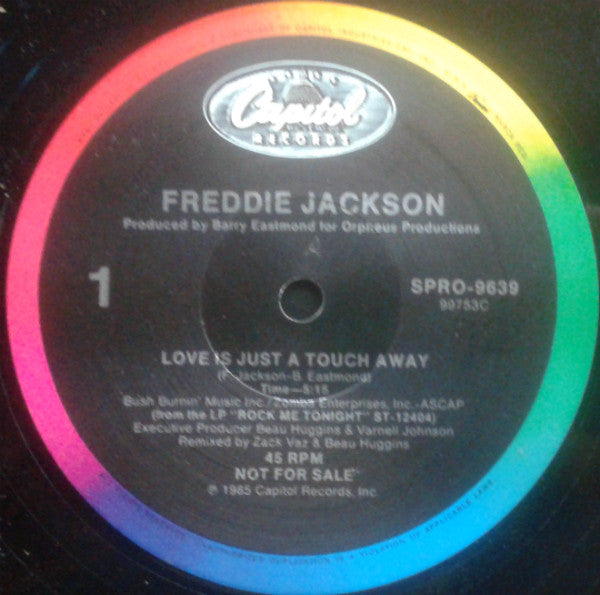 Capitol
RECORDS
FREDDIE JACKSON
Produced by Barry Eastmond for Orpheus Productions
1
SPRO-9639
99753C
LOVE IS JUST A TOUCH AWAY
(F. Jackson-B. Eastmond)
Time—5:15
Bush Burnin' Music Inc./Zomba Enterprises, Inc.-ASCAP
(from the LP "ROCK ME TONIGHT" ST-12404)
Executive Producer Beau Huggins & Varnell Johnson
Remixed by Zack Vaz & Beau Huggins
45 RPM
NOT FOR SALE
℗ 1985 Capitol Records, Inc.